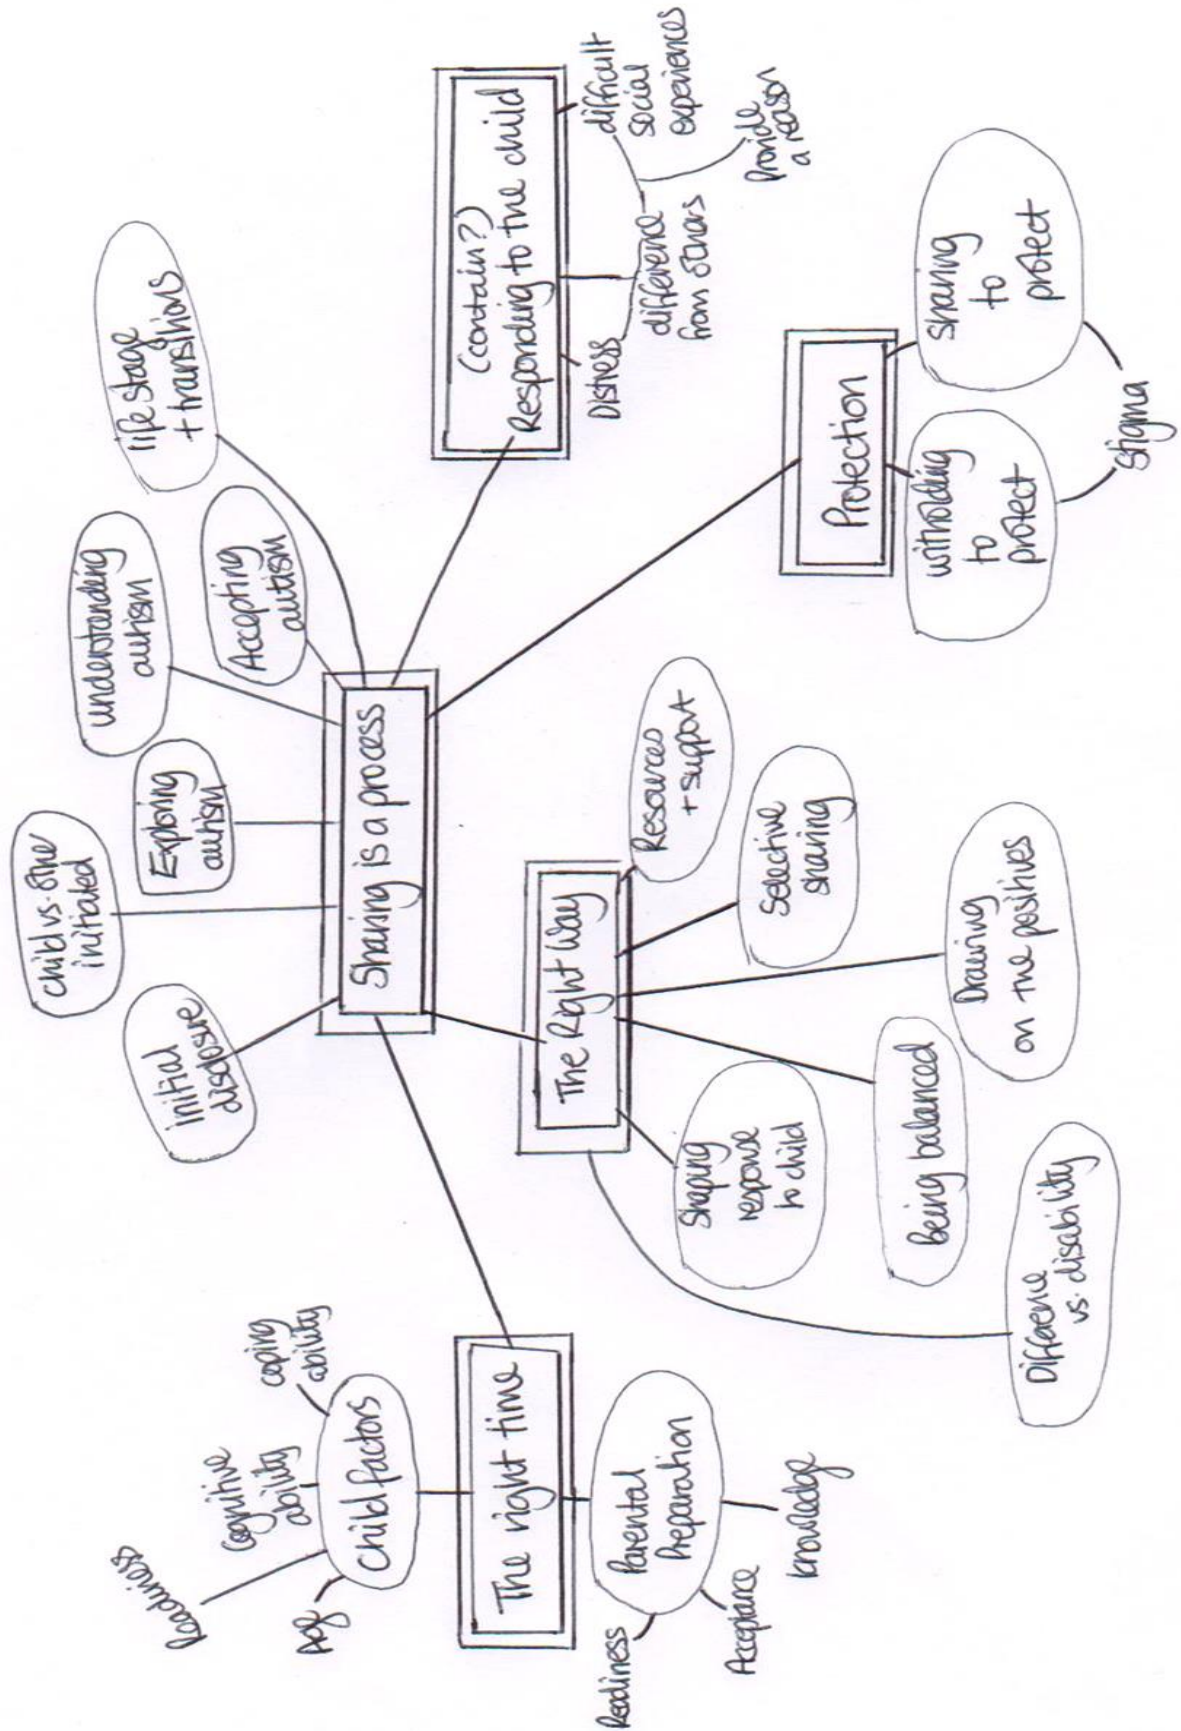 life stage
+ transitions
understanding
autism
Accepting
autism
Exploring
autism
child vs. othe
initiated
initial
disclosure
Sharing is a process
(contain?)
Responding to the child
Distress
difference
from others
difficult
social
experiences
Provide
a reason
Protection
witholding
to
protect
sharing
to
protect
Stigma
The Right Way
Resources
+ support
Selective
sharing
Drawing
on the positives
Being balanced
Shaping
response
to child
Difference
vs. disability
The right time
Child factors
coping
ability
Cognitive
ability
Readiness
Age
Parental
Preparation
Readiness
Acceptance
knowledge